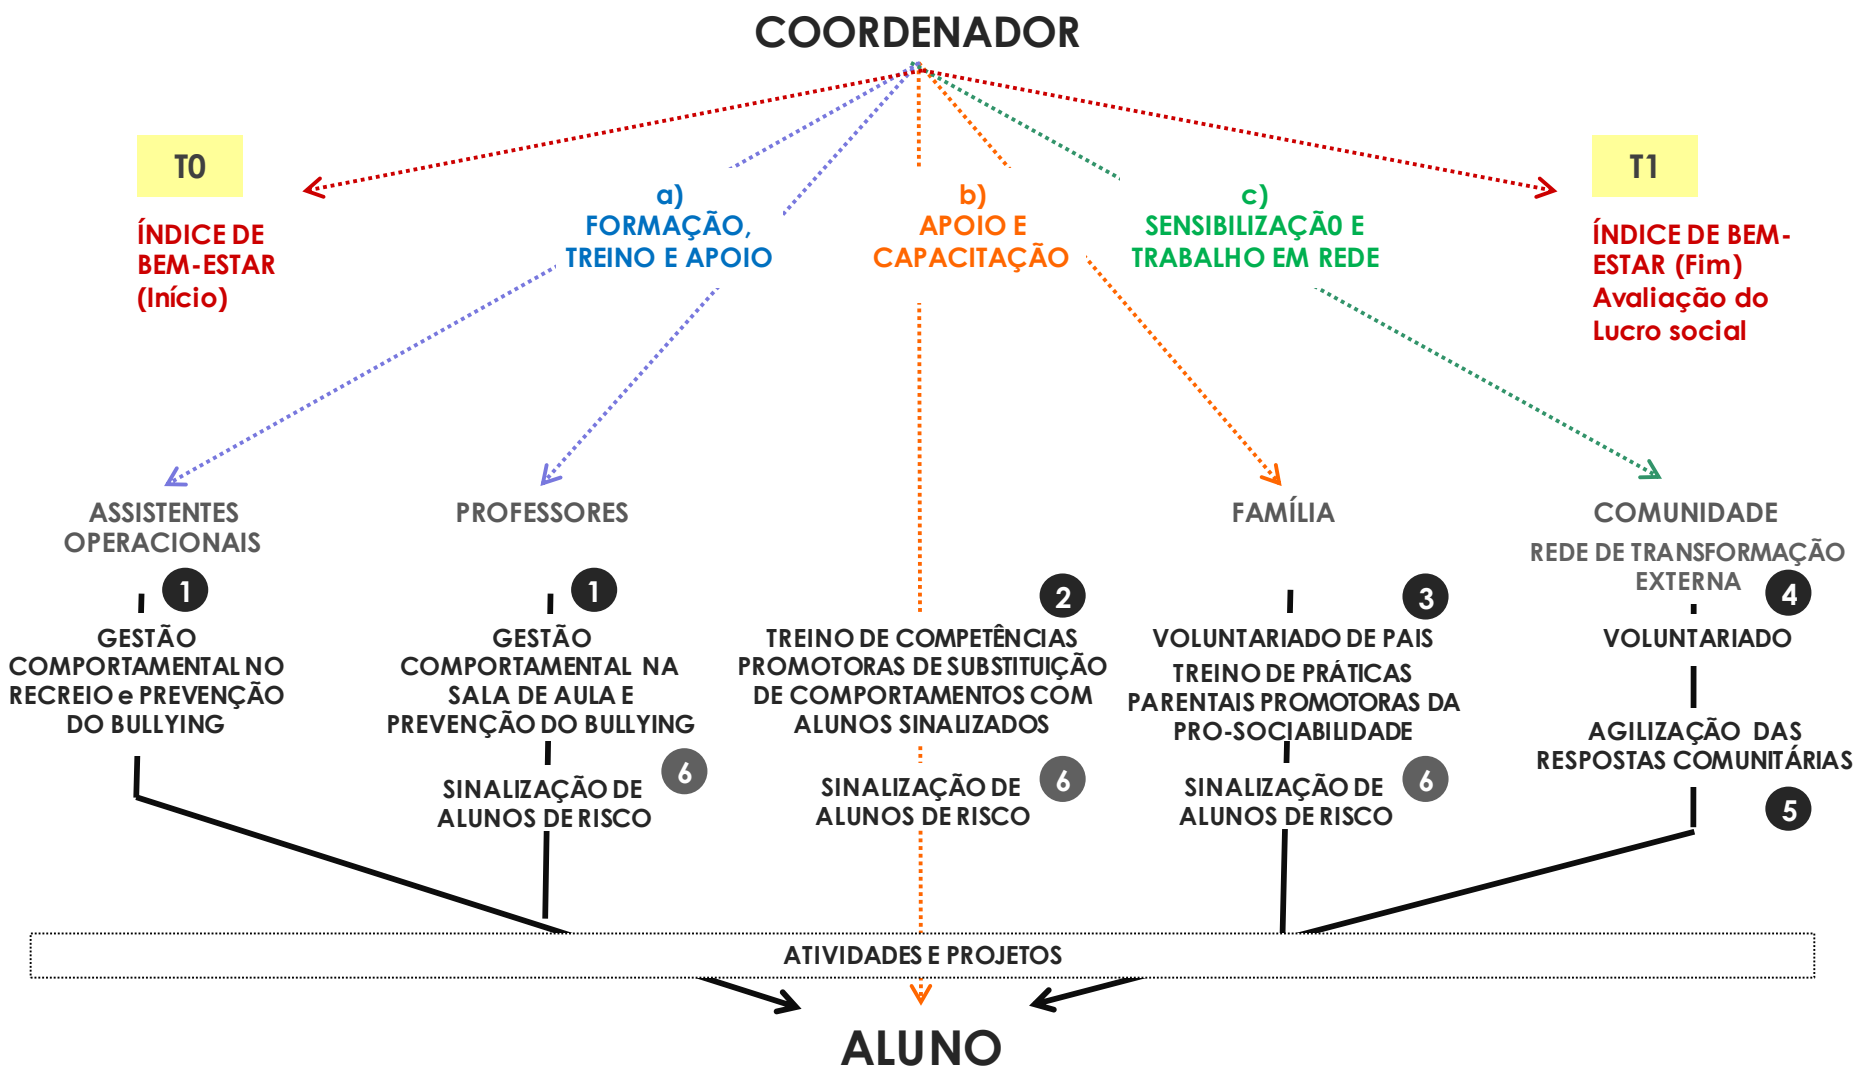 COORDENADOR
T0
ÍNDICE DE
BEM-ESTAR
(Início)
a)
FORMAÇÃO,
TREINO E APOIO
b)
APOIO E
CAPACITAÇÃO
c)
SENSIBILIZAÇÃ0 E
TRABALHO EM REDE
T1
ÍNDICE DE BEM-
ESTAR (Fim)
Avaliação do
Lucro social
ASSISTENTES
OPERACIONAIS
1
GESTÃO
COMPORTAMENTAL NO
RECREIO e PREVENÇÃO
DO BULLYING
PROFESSORES
1
GESTÃO
COMPORTAMENTAL NA
SALA DE AULA E
PREVENÇÃO DO BULLYING
6
SINALIZAÇÃO DE
ALUNOS DE RISCO
2
TREINO DE COMPETÊNCIAS
PROMOTORAS DE SUBSTITUIÇÃO
DE COMPORTAMENTOS COM
ALUNOS SINALIZADOS
6
SINALIZAÇÃO DE
ALUNOS DE RISCO
FAMÍLIA
3
VOLUNTARIADO DE PAIS
TREINO DE PRÁTICAS
PARENTAIS PROMOTORAS DA
PRO-SOCIABILIDADE
6
SINALIZAÇÃO DE
ALUNOS DE RISCO
COMUNIDADE
REDE DE TRANSFORMAÇÃO
EXTERNA
4
VOLUNTARIADO
AGILIZAÇÃO DAS
RESPOSTAS COMUNITÁRIAS
5
ATIVIDADES E PROJETOS
ALUNO